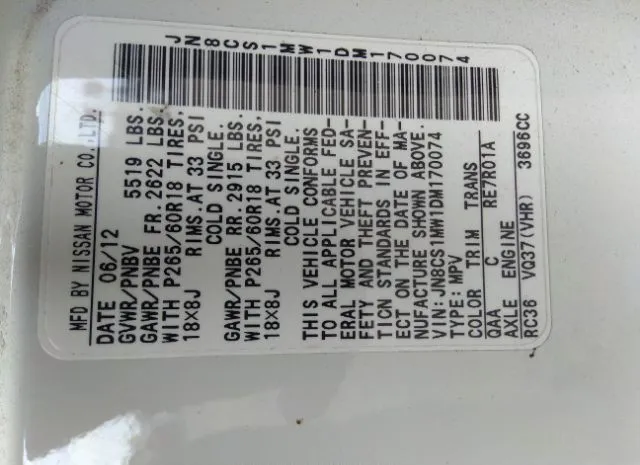 JN8CS1MW1DM170074
MFD BY NISSAN MOTOR CO.,LTD.
DATE 06/12
GVWR/PNBV 5519 LBS.
GAWR/PNBE FR. 2622 LBS.
WITH P265/60R18 TIRES,
18X8J RIMS.AT 33 PSI
COLD SINGLE.
GAWR/PNBE RR. 2915 LBS.
WITH P265/60R18 TIRES,
18X8J RIMS.AT 33 PSI
COLD SINGLE.
THIS VEHICLE CONFORMS
TO ALL APPLICABLE FED-
ERAL MOTOR VEHICLE SA-
FETY AND THEFT PREVEN-
TION STANDARDS IN EFF-
ECT ON THE DATE OF MA-
NUFACTURE SHOWN ABOVE.
VIN:JN8CS1MW1DM170074
TYPE:MPV
COLOR TRIM TRANS
QAA C RE7R01A
AXLE ENGINE
RC36 VQ37(VHR) 3696CC